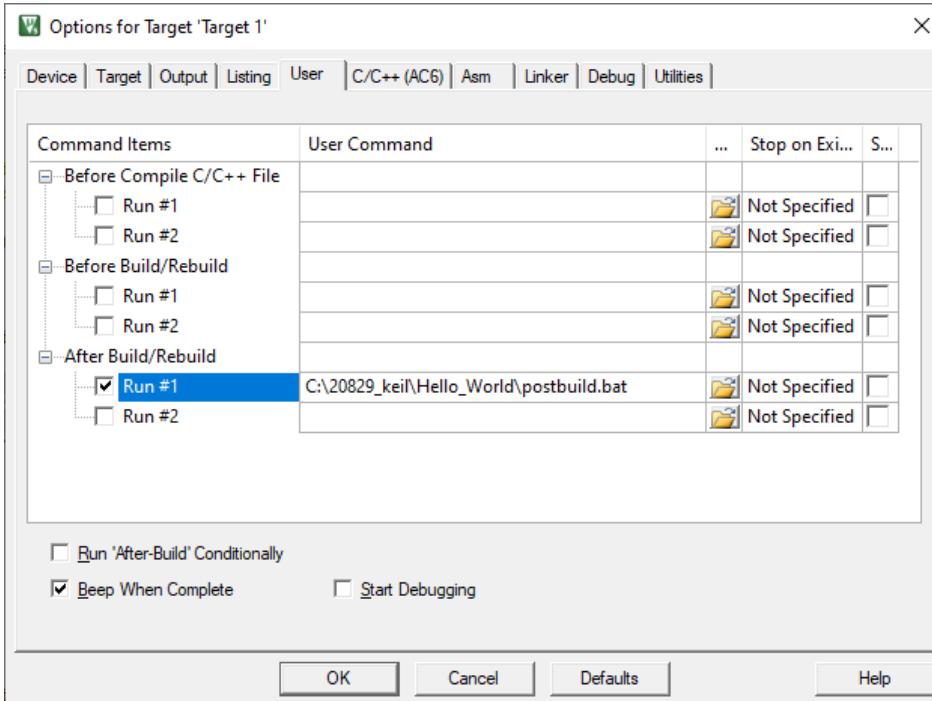 Options for Target 'Target 1'
Device Target Output Listing User C/C++ (AC6) Asm Linker Debug Utilities
Command Items User Command ... Stop on Exi... S...
Before Compile C/C++ File
Run #1 Not Specified
Run #2 Not Specified
Before Build/Rebuild
Run #1 Not Specified
Run #2 Not Specified
After Build/Rebuild
Run #1 C:\20829_keil\Hello_World\postbuild.bat Not Specified
Run #2 Not Specified
Run 'After-Build' Conditionally
Beep When Complete Start Debugging
OK Cancel Defaults Help